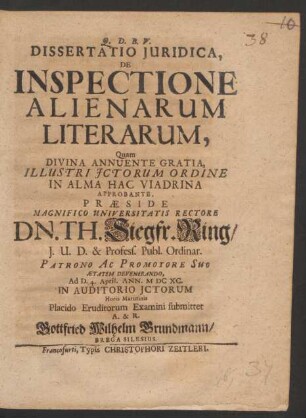 38
10
Q. D. B. V.
DISSERTATIO JURIDICA,
DE
INSPECTIONE
ALIENARUM
LITERARUM,
Quam
DIVINA ANNUENTE GRATIA,
ILLUSTRI JCTORUM ORDINE
IN ALMA HAC VIADRINA
APPROBANTE,
PRÆSIDE
MAGNIFICO UNIVERSITATIS RECTORE
DN. TH. Siegfr. Ring/
J. U. D. & Profess. Publ. Ordinar.
PATRONO AC PROMOTORE SUO
ÆTATEM DEVENERANDO,
Ad D. 4. April. ANN. M DC XC.
IN AUDITORIO JCTORUM
Horis Matutinis
Placido Eruditorum Examini submittet
A. & R.
Gottfried Wilhelm Brundmann/
BREGA SILESIUS.
Francofurti, Typis CHRISTOPHORI ZEITLERI.